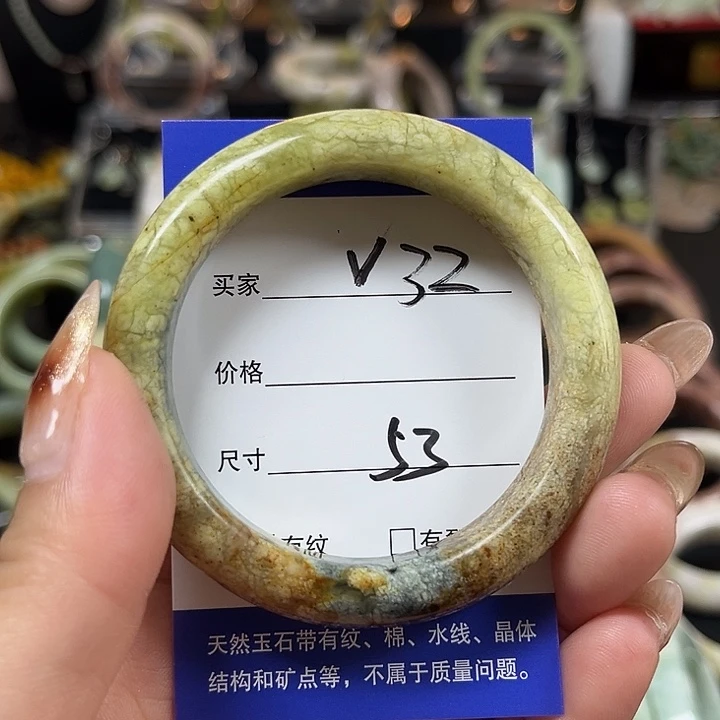 买家 V32
价格
尺寸 53
有纹 有
天然玉石带有纹、棉、水线、晶体
结构和矿点等，不属于质量问题。